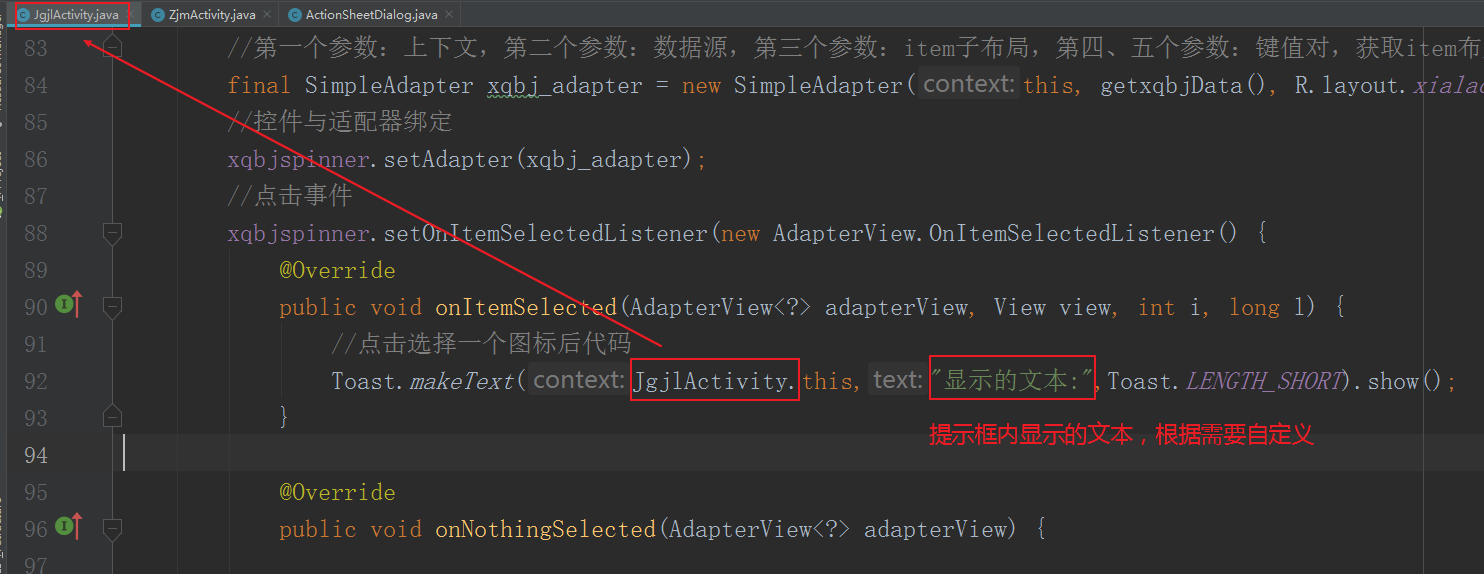 JgjlActivity.java × ZjmActivity.java × ActionSheetDialog.java ×
83 //第一个参数：上下文，第二个参数：数据源，第三个参数：item子布局，第四、五个参数：键值对，获取item布
84 final SimpleAdapter xqbj_adapter = new SimpleAdapter( context: this, getxqbjData(), R.layout.xialac
85 //控件与适配器绑定
86 xqbjspinner.setAdapter(xqbj_adapter);
87 //点击事件
88 xqbjspinner.setOnItemSelectedListener(new AdapterView.OnItemSelectedListener() {
89 @Override
90 public void onItemSelected(AdapterView<?> adapterView, View view, int i, long l) {
91 //点击选择一个图标后代码
92 Toast.makeText( context: JgjlActivity.this, text: "显示的文本:",Toast.LENGTH_SHORT).show();
93 }
提示框内显示的文本，根据需要自定义
94
95 @Override
96 public void onNothingSelected(AdapterView<?> adapterView) {
97